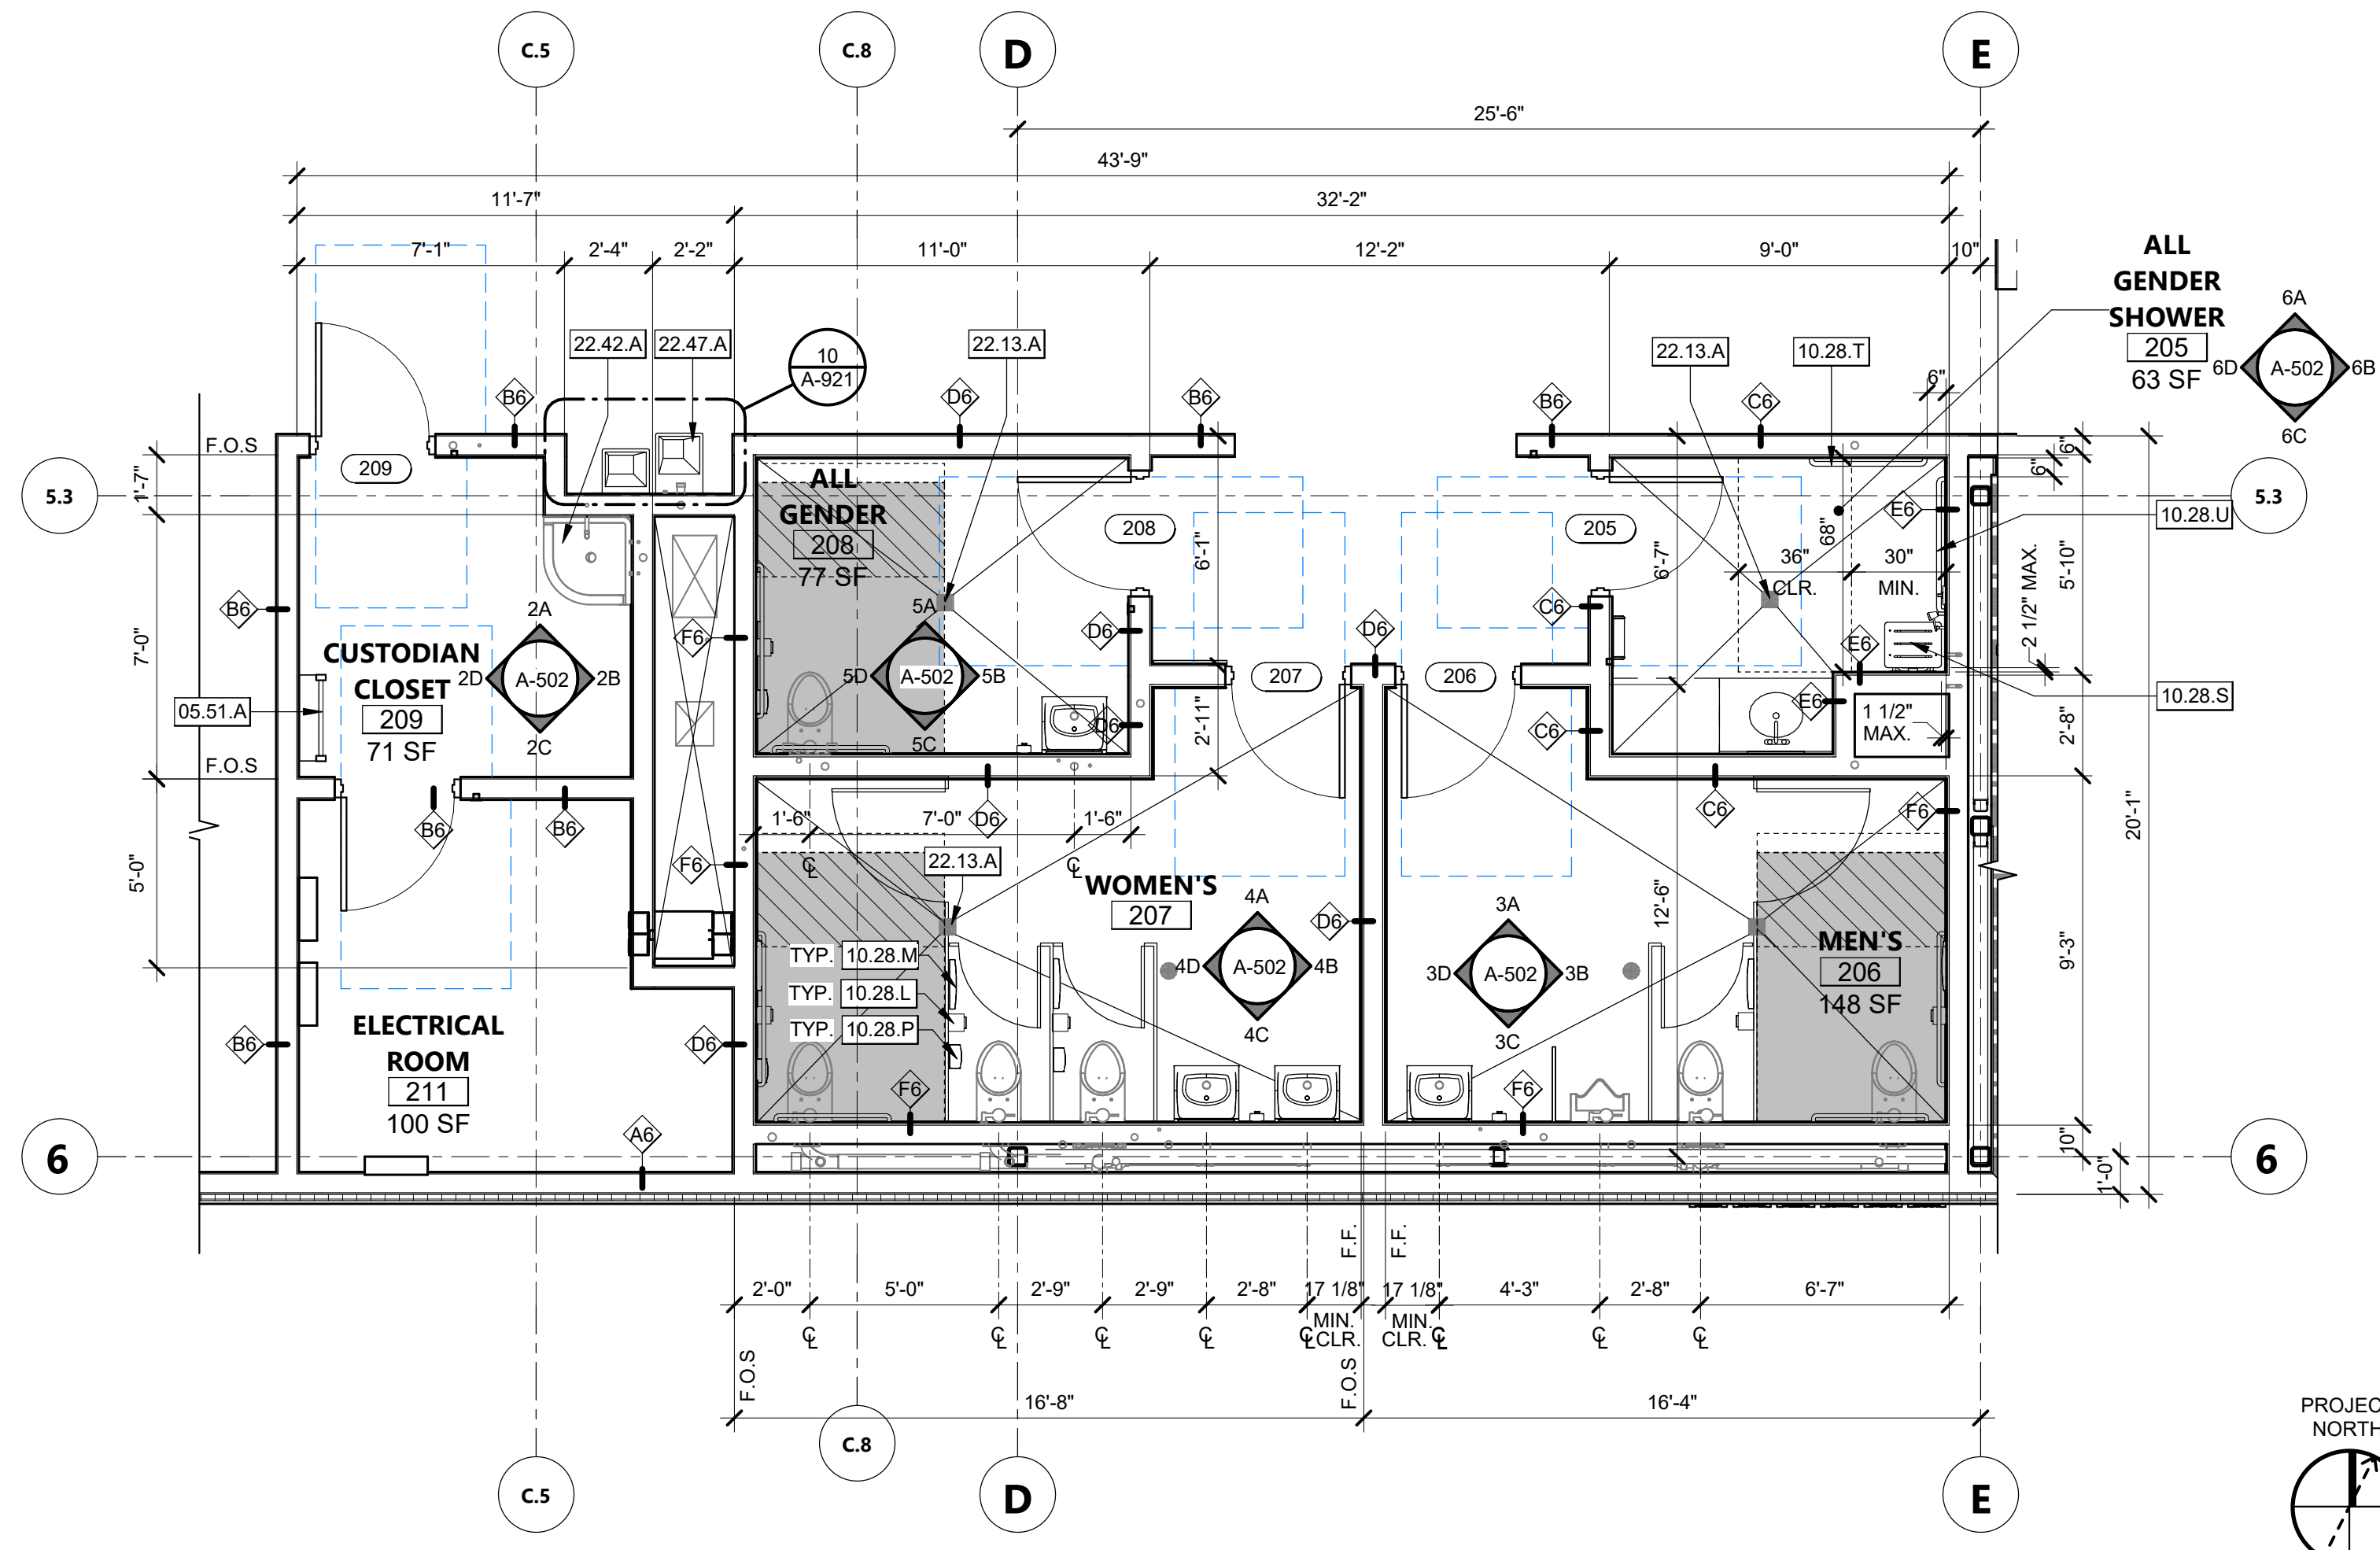 C.5
C.8
D
E
25'-6"
43'-9"
11'-7"
32'-2"
7'-1"
2'-4"
2'-2"
11'-0"
12'-2"
9'-0"
10"
ALL
GENDER
SHOWER
205
63 SF
6A
6D
A-502
6B
6C
22.42.A
22.47.A
10
A-921
22.13.A
22.13.A
10.28.T
6"
B6
D6
B6
B6
C6
F.O.S
209
5.3
1'-7"
ALL
GENDER
208
77 SF
208
205
6'-1"
6'-7"
68"
36"
CLR.
30"
MIN.
E6
6"
6"
5.3
10.28.U
5'-10"
2 1/2" MAX.
B6
2A
2D
A-502
2B
2C
CUSTODIAN
CLOSET
209
71 SF
7'-0"
05.51.A
F.O.S
F6
5A
5D
A-502
5B
5C
D6
D6
2'-11"
207
D6
206
C6
C6
E6
E6
10.28.S
1 1/2"
MAX.
2'-8"
20'-1"
B6
B6
5'-0"
F6
1'-6"
7'-0"
D6
1'-6"
22.13.A
WOMEN'S
207
C6
F6
12'-6"
9'-3"
4A
4D
A-502
4B
4C
D6
3A
3D
A-502
3B
3C
MEN'S
206
148 SF
TYP.
10.28.M
TYP.
10.28.L
TYP.
10.28.P
ELECTRICAL
ROOM
211
100 SF
B6
D6
F6
F6
A6
6
6
10"
1'-0"
F.F.
F.F.
2'-0"
5'-0"
2'-9"
2'-9"
2'-8"
17 1/8"
MIN.
CLR.
17 1/8"
MIN.
CLR.
4'-3"
2'-8"
6'-7"
F.O.S
F.O.S
16'-8"
16'-4"
C.8
C.5
D
E
PROJEC
NORTH